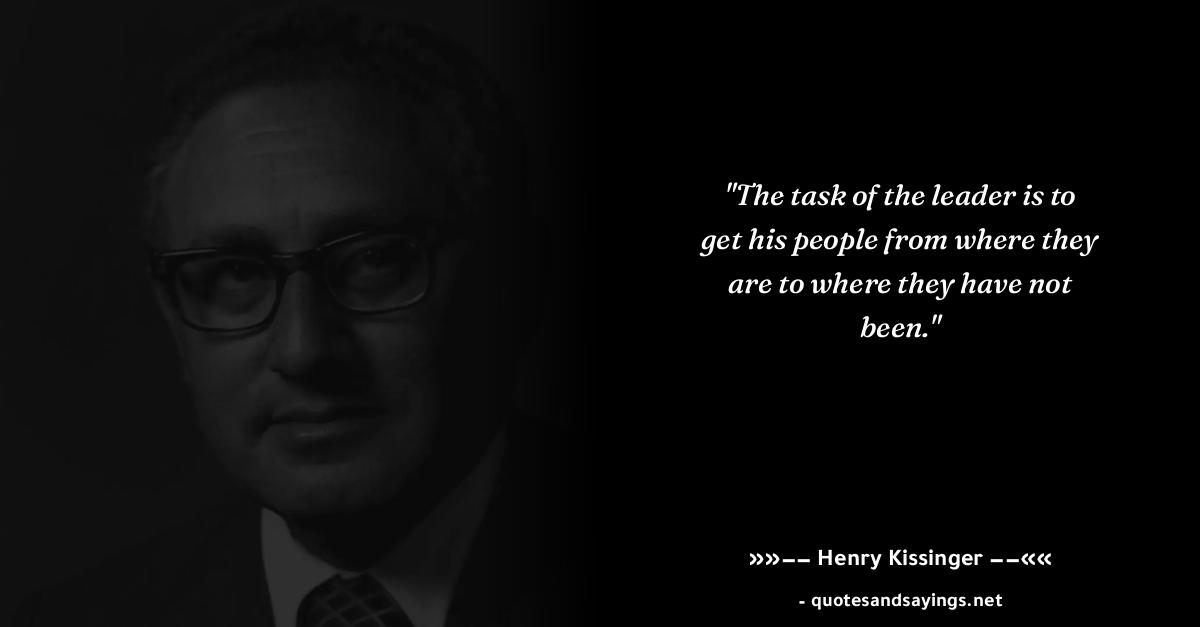 "The task of the leader is to
get his people from where they
are to where they have not
been."
»»–– Henry Kissinger ––««
- quotesandsayings.net